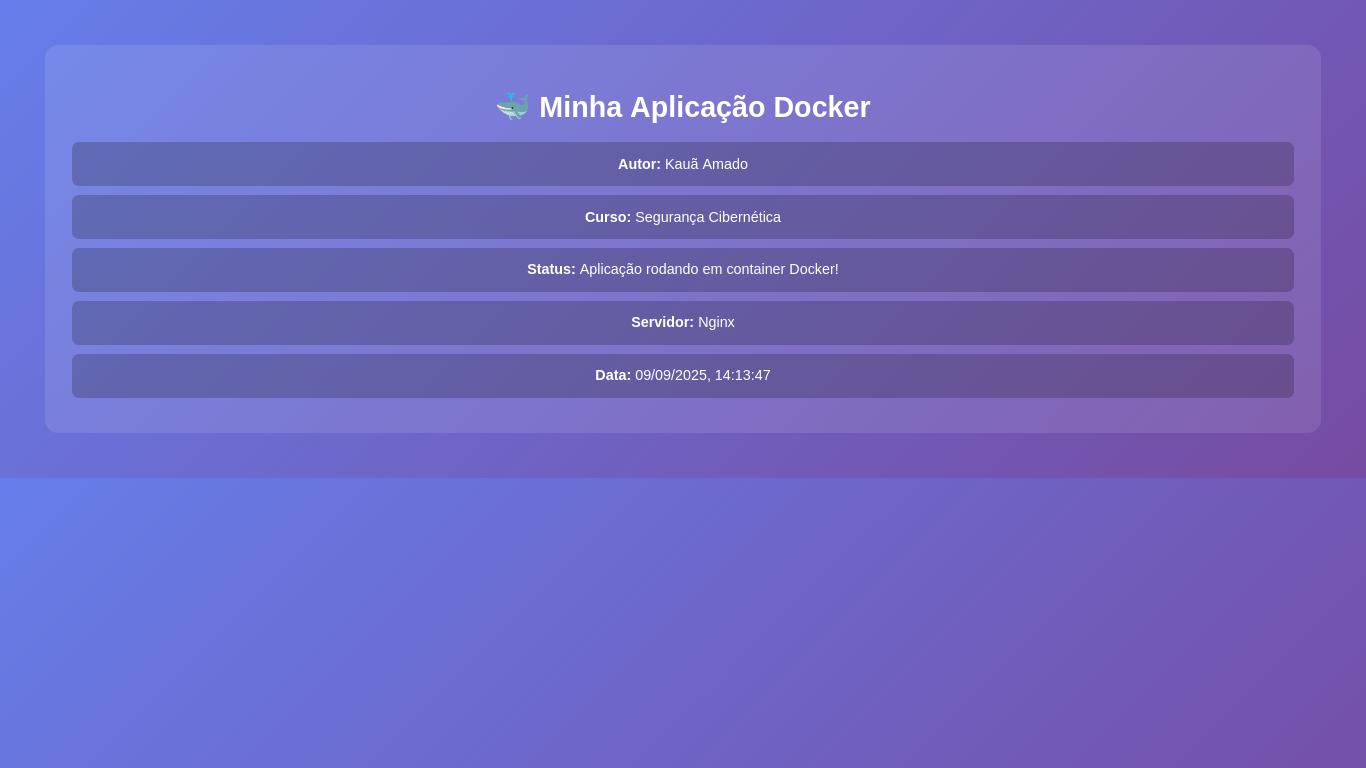 🐳 Minha Aplicação Docker
Autor: Kauã Amado
Curso: Segurança Cibernética
Status: Aplicação rodando em container Docker!
Servidor: Nginx
Data: 09/09/2025, 14:13:47